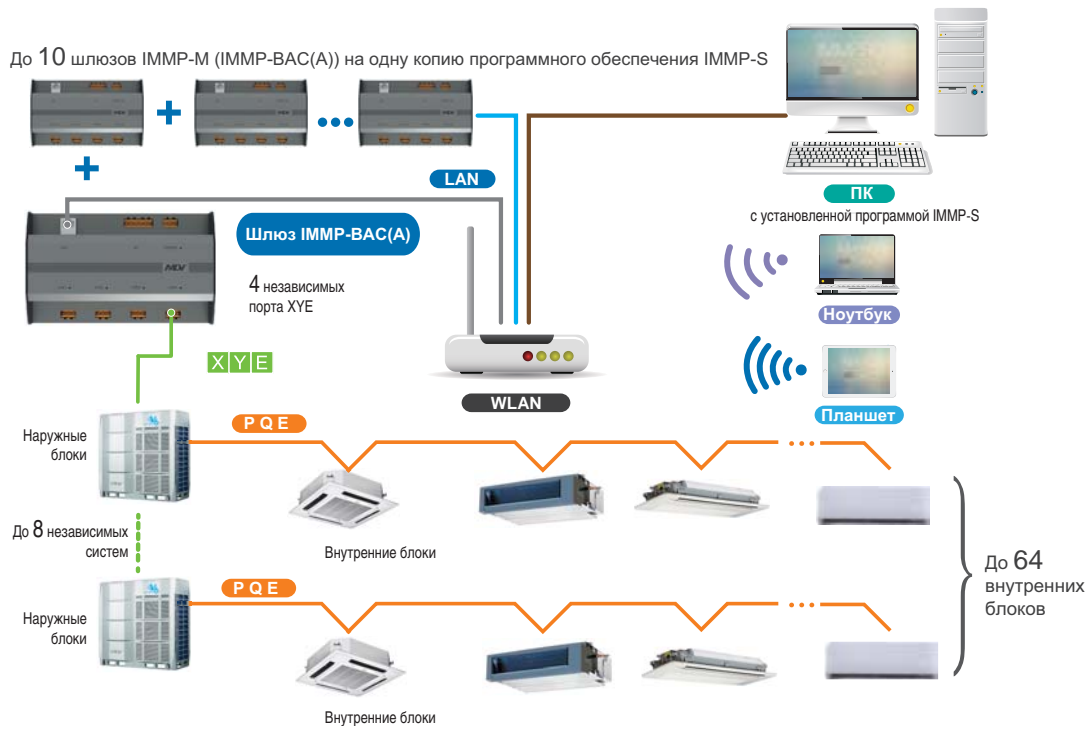 До 10 шлюзов IMMP-M (IMMP-BAC(A)) на одну копию программного обеспечения IMMP-S
MDV
LAN
ПК
с установленной программой IMMP-S
Шлюз IMMP-BAC(A)
4 независимых
порта XYE
MDV
Ноутбук
X Y E
WLAN
Планшет
Наружные
блоки
P Q E
Внутренние блоки
До 8 независимых
систем
До 64
внутренних
блоков
Наружные
блоки
P Q E
Внутренние блоки